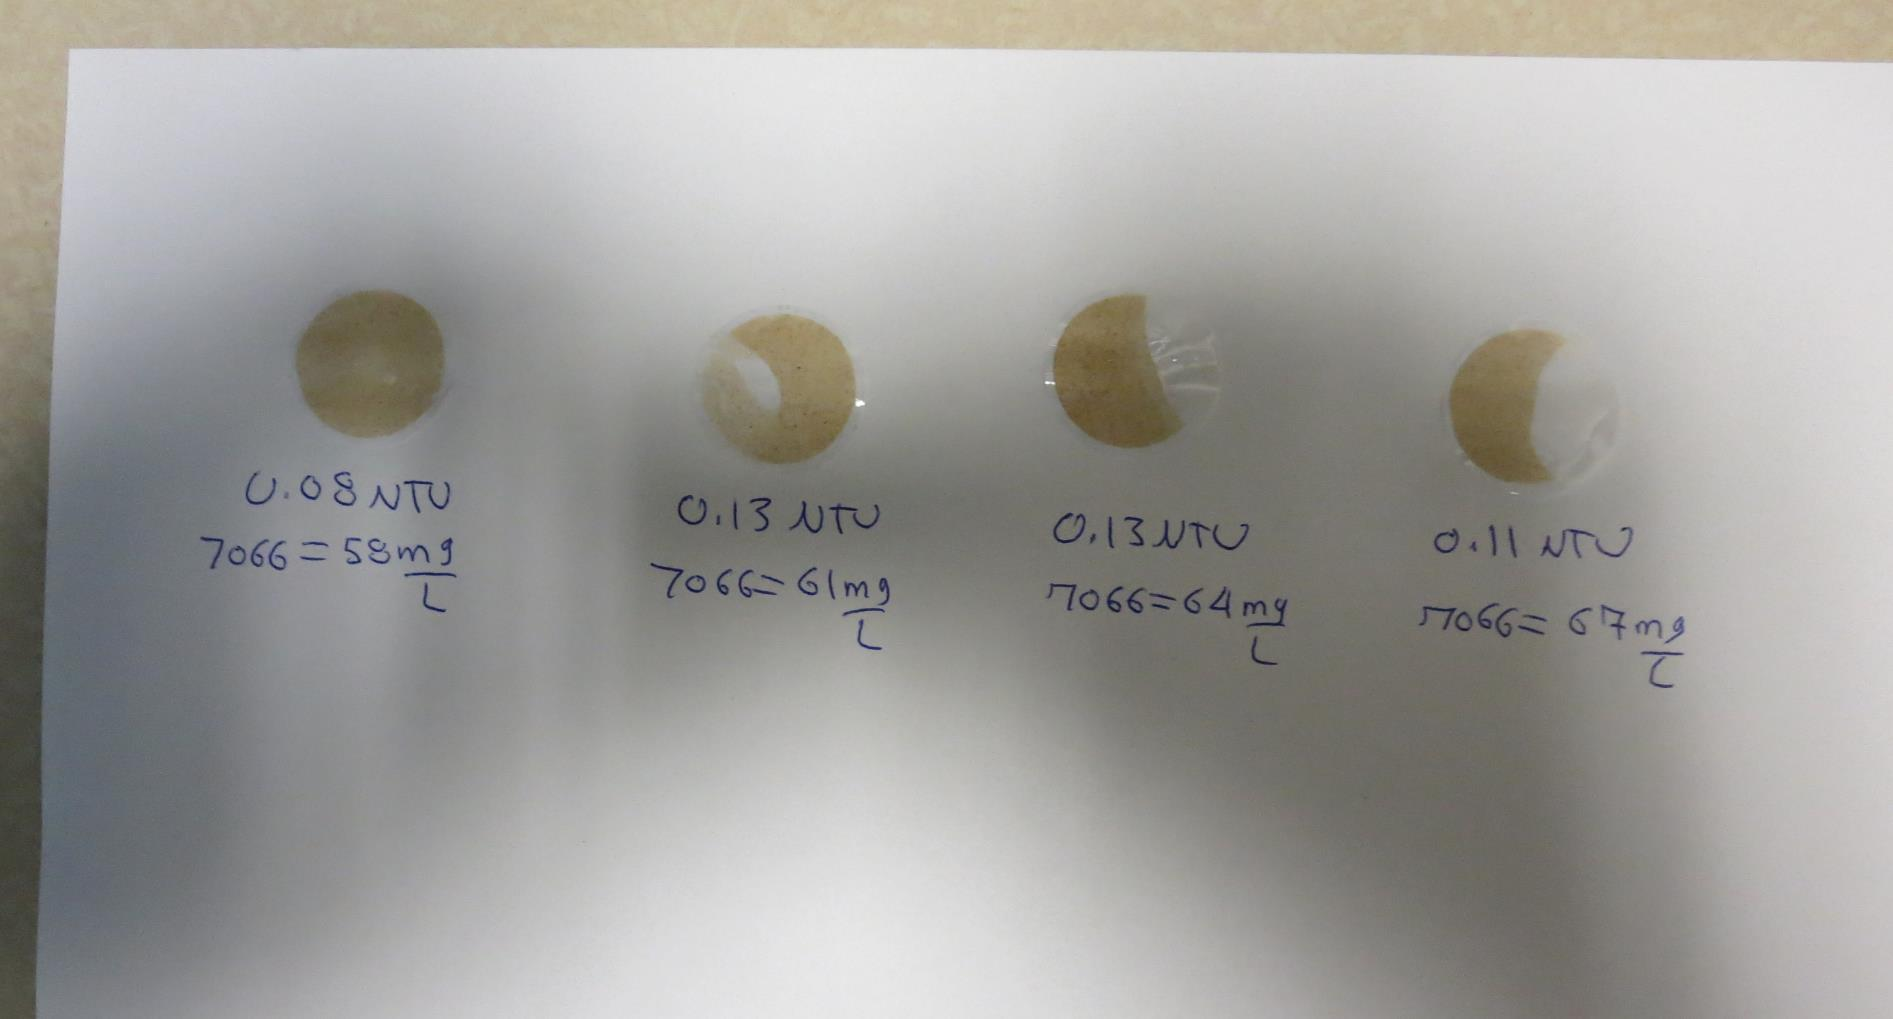 0.08 NTU
7066 = 58 mg/L
0.13 NTU
7066 = 61 mg/L
0.13 NTU
7066 = 64 mg/L
0.11 NTU
7066 = 67 mg/L